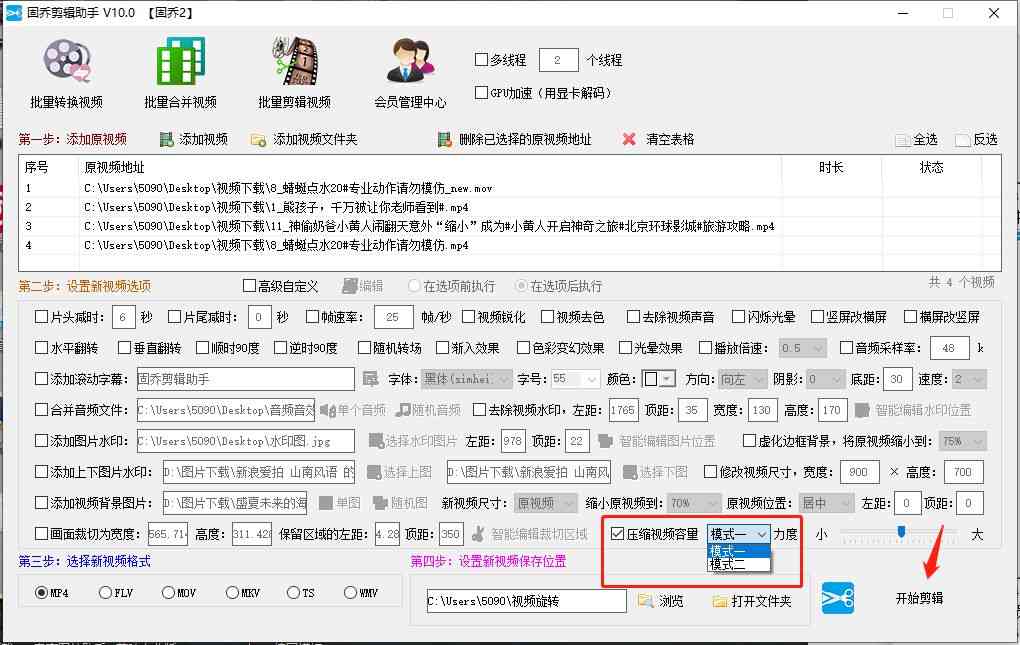 固乔剪辑助手 V10.0 【固乔2】
批量转换视频 批量合并视频 批量剪辑视频 会员管理中心
多线程 2 个线程
GPU加速（用显卡解码）
第一步：添加原视频 添加视频 添加视频文件夹 删除已选择的原视频地址 清空表格 全选 反选
序号 原视频地址 时长 状态
1 C:\Users\5090\Desktop\视频下载\8_蜻蜓点水20#专业动作请勿模仿_new.mov
2 C:\Users\5090\Desktop\视频下载\1_熊孩子，千万被让你老师看到#.mp4
3 C:\Users\5090\Desktop\视频下载\11_神偷奶爸小黄人闹翻天意外“缩小”成为#小黄人开启神奇之旅#北京环球影城#旅游攻略.mp4
4 C:\Users\5090\Desktop\视频下载\8_蜻蜓点水20#专业动作请勿模仿.mp4
第二步：设置新视频选项 高级自定义 编辑 在选项前执行 在选项后执行 共 4 个视频
片头减时： 6 秒 片尾减时： 0 秒 帧速率： 25 帧/秒 视频锐化 视频去色 去除视频声音 闪烁光晕 竖屏改横屏 横屏改竖屏
水平翻转 垂直翻转 顺时90度 逆时90度 随机转场 渐入效果 色彩变幻效果 光晕效果 播放倍速： 0.5 音频采样率： 48 k
添加滚动字幕： 固乔剪辑助手 字体： 黑体(simhei. 字号： 55 颜色： 方向： 向左 阴影： 0 底距： 30 速度： 2
合并音频文件： C:\Users\5090\Desktop\音频音效 单个音频 随机音频 去除视频水印，左距： 1765 顶距： 35 宽度： 130 高度： 170 智能编辑水印位置
添加图片水印： C:\Users\5090\Desktop\水印图.jpg 选择水印图片 左距： 978 顶距： 22 智能编辑图片位置 虚化边框背景，将原视频缩小到： 75%
添加上下图片水印： D:\图片下载\新浪爱拍 山南风语 的 选择上图 D:\图片下载\新浪爱拍 山南风 选择下图 修改视频尺寸，宽度： 900 × 高度： 700
添加视频背景图片： D:\图片下载\盛夏未来的海 单图 随机图 新视频尺寸： 原视频 缩小原视频到： 70% 原视频位置： 居中 左距： 0 顶距： 0
画面裁切为宽度： 565.714 高度： 311.428 保留区域的左距： 4.28 顶距： 350 智能编辑裁切区域 压缩视频容量 模式一 力度 小 大
模式一
模式二
第三步：选择新视频格式 第四步：设置新视频保存位置
MP4 FLV MOV MKV TS WMV C:\Users\5090\视频旋转 浏览 打开文件夹 开始剪辑